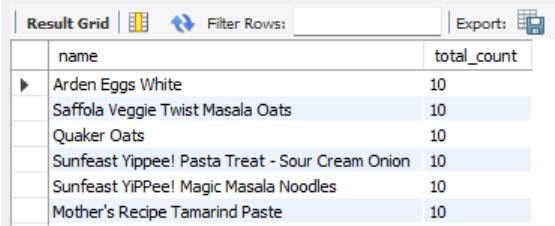 Result Grid Filter Rows: Export:
name total_count
Arden Eggs White 10
Saffola Veggie Twist Masala Oats 10
Quaker Oats 10
Sunfeast Yippee! Pasta Treat - Sour Cream Onion 10
Sunfeast YiPPee! Magic Masala Noodles 10
Mother's Recipe Tamarind Paste 10